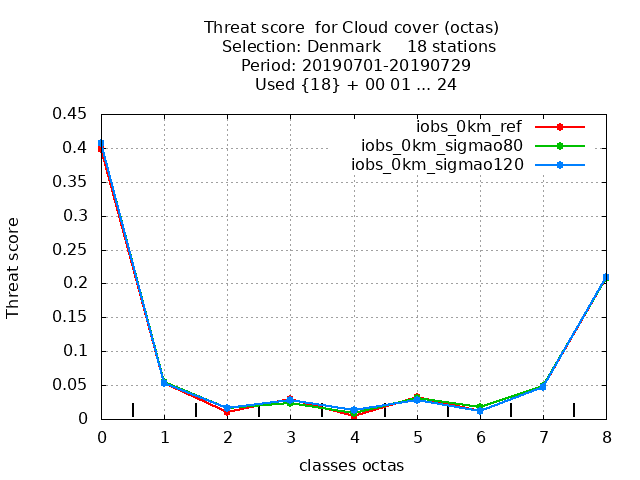 Threat score  for Cloud cover (octas)
Selection: Denmark     18 stations
Period: 20190701-20190729
Used {18} + 00 01 ... 24
iobs_0km_ref
iobs_0km_sigmao80
iobs_0km_sigmao120
Threat score
0.45
0.4
0.35
0.3
0.25
0.2
0.15
0.1
0.05
0
0 1 2 3 4 5 6 7 8
classes octas